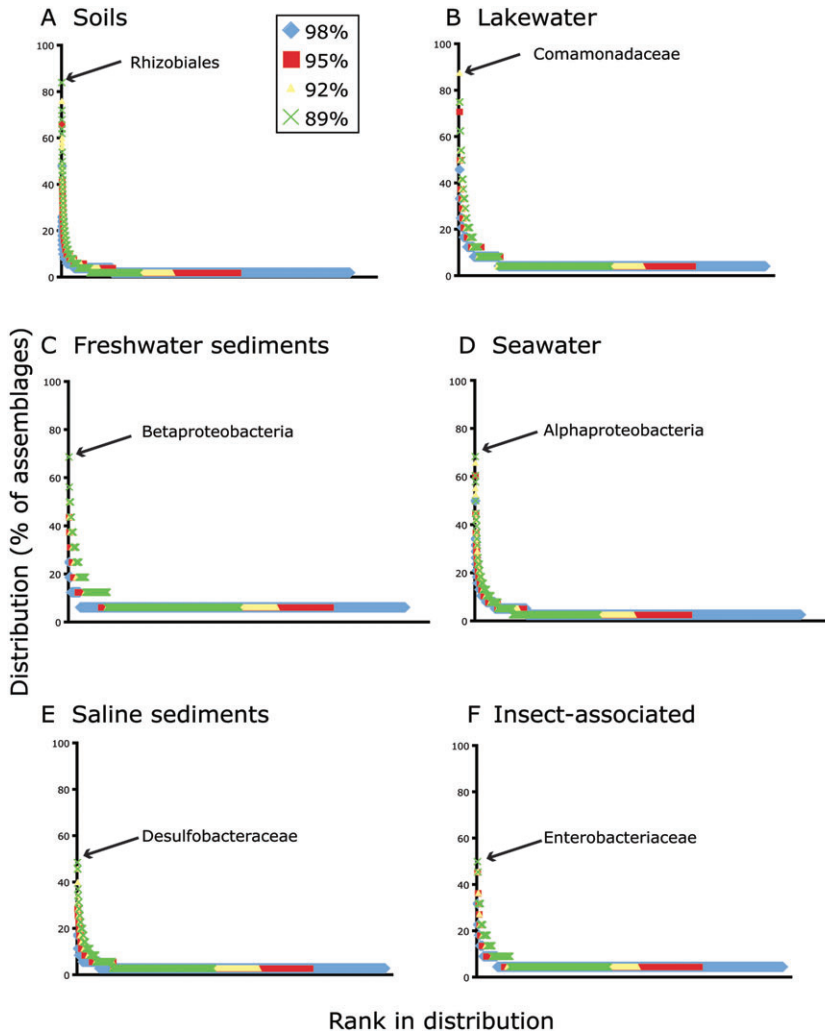 A Soils
98%
95%
92%
89%
Rhizobiales
100
80
60
40
20
0
B Lakewater
Comamonadaceae
100
80
60
40
20
0
Distribution (% of assemblages)
C Freshwater sediments
Betaproteobacteria
100
80
60
40
20
0
D Seawater
Alphaproteobacteria
100
80
60
40
20
0
E Saline sediments
Desulfobacteraceae
100
80
60
40
20
0
F Insect-associated
Enterobacteriaceae
100
80
60
40
20
0
Rank in distribution